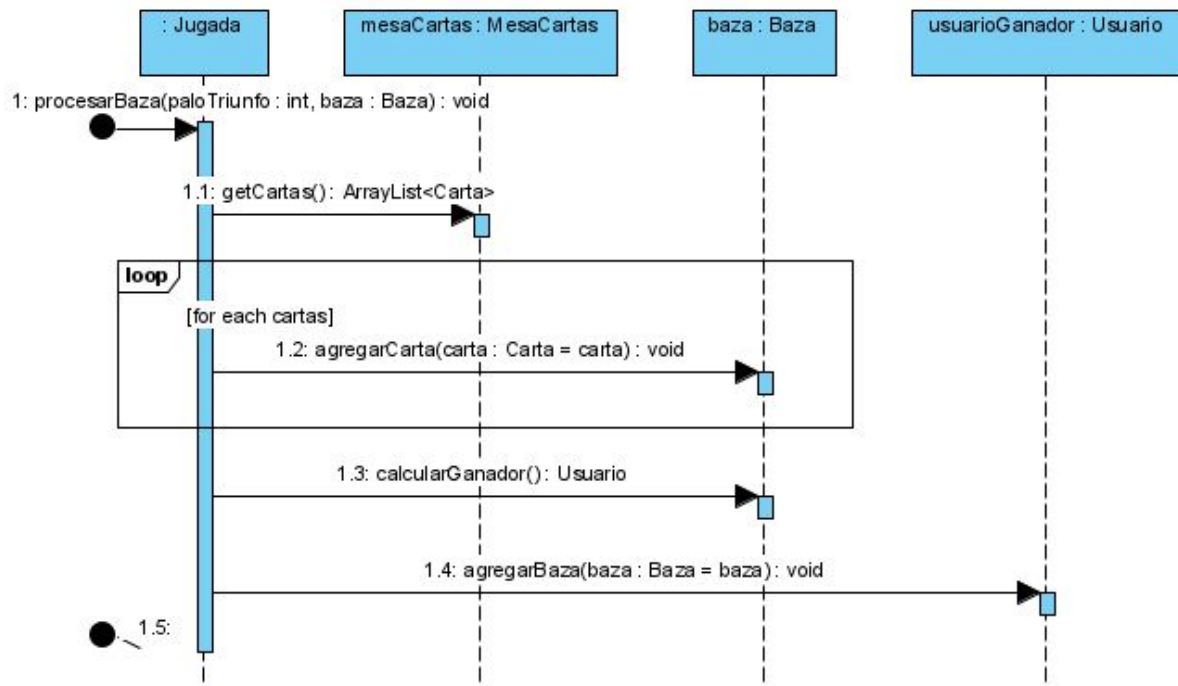 : Jugada
mesaCartas : MesaCartas
baza : Baza
usuarioGanador : Usuario
1: procesarBaza(paloTriunfo : int, baza : Baza) : void
1.1: getCartas() : ArrayList<Carta>
loop
[for each cartas]
1.2: agregarCarta(carta : Carta = carta) : void
1.3: calcularGanador() : Usuario
1.4: agregarBaza(baza : Baza = baza) : void
1.5: